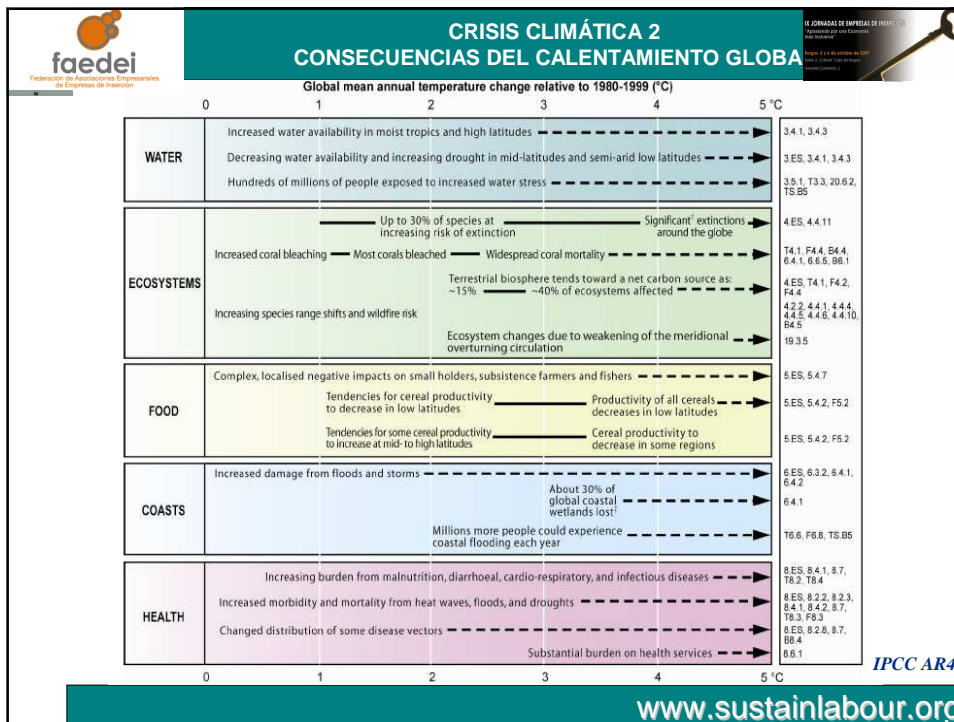 faedei
Federación de Asociaciones Empresariales
de Empresas de Inserción
CRISIS CLIMÁTICA 2
CONSECUENCIAS DEL CALENTAMIENTO GLOBA
IX JORNADAS DE EMPRESAS DE INSERCIÓN
"Apostando por una Economía
más Inclusiva"
Burgos, 5 y 6 de octubre de 2009
Global mean annual temperature change relative to 1980-1999 (°C)
0 1 2 3 4 5 °C
WATER
Increased water availability in moist tropics and high latitudes
3.4.1, 3.4.3
Decreasing water availability and increasing drought in mid-latitudes and semi-arid low latitudes
3.ES, 3.4.1, 3.4.3
Hundreds of millions of people exposed to increased water stress
3.5.1, T3.3, 20.6.2,
TS.B5
ECOSYSTEMS
Up to 30% of species at
increasing risk of extinction
Significant† extinctions
around the globe
4.ES, 4.4.11
Increased coral bleaching
Most corals bleached
Widespread coral mortality
T4.1, F4.4, B4.4,
6.4.1, 6.6.5, B6.1
Terrestrial biosphere tends toward a net carbon source as:
~15%
~40% of ecosystems affected
4.ES, T4.1, F4.2,
F4.4
Increasing species range shifts and wildfire risk
4.2.2, 4.4.1, 4.4.4,
4.4.5, 4.4.6, 4.4.10,
B4.5
Ecosystem changes due to weakening of the meridional
overturning circulation
19.3.5
FOOD
Complex, localised negative impacts on small holders, subsistence farmers and fishers
5.ES, 5.4.7
Tendencies for cereal productivity
to decrease in low latitudes
Productivity of all cereals
decreases in low latitudes
5.ES, 5.4.2, F5.2
Tendencies for some cereal productivity
to increase at mid- to high latitudes
Cereal productivity to
decrease in some regions
5.ES, 5.4.2, F5.2
COASTS
Increased damage from floods and storms
6.ES, 6.3.2, 6.4.1,
6.4.2
About 30% of
global coastal
wetlands lost‡
6.4.1
Millions more people could experience
coastal flooding each year
T6.6, F6.8, TS.B5
HEALTH
Increasing burden from malnutrition, diarrhoeal, cardio-respiratory, and infectious diseases
8.ES, 8.4.1, 8.7,
T8.2, T8.4
Increased morbidity and mortality from heat waves, floods, and droughts
8.ES, 8.2.2, 8.2.3,
8.4.1, 8.4.2, 8.7,
T8.3, F8.3
Changed distribution of some disease vectors
8.ES, 8.2.8, 8.7,
B8.4
Substantial burden on health services
8.6.1
0 1 2 3 4 5 °C
IPCC AR4
www.sustainlabour.org